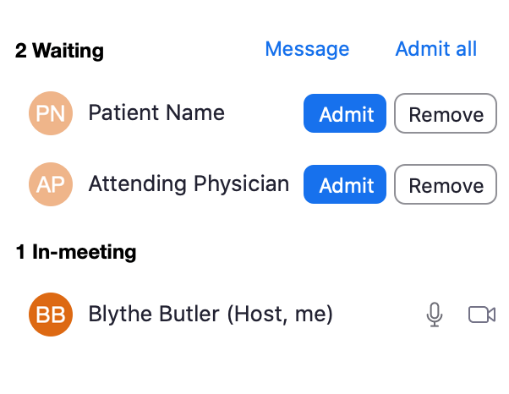 2 Waiting Message Admit all
PN Patient Name Admit Remove
AP Attending Physician Admit Remove
1 In-meeting
BB Blythe Butler (Host, me)